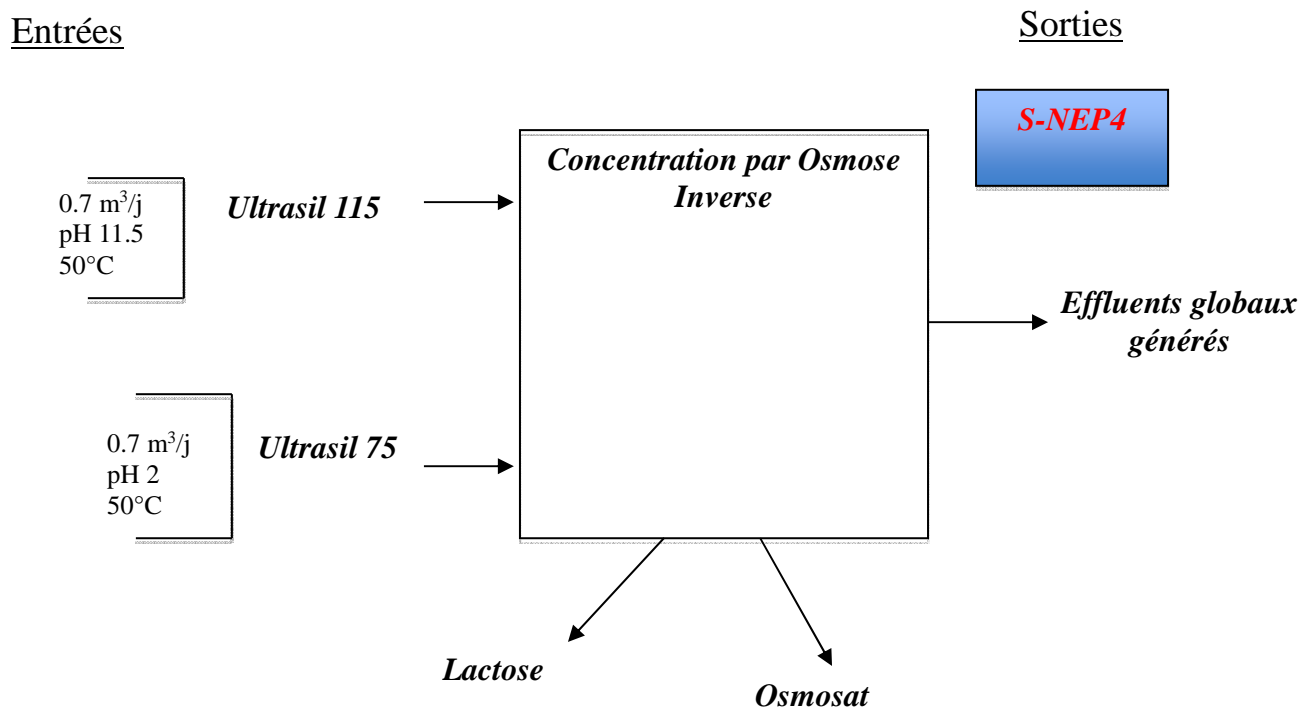 Entrées
Sorties
S-NEP4
Concentration par Osmose
Inverse
0.7 m³/j
pH 11.5
50°C
Ultrasil 115
Effluents globaux
générés
0.7 m³/j
pH 2
50°C
Ultrasil 75
Lactose
Osmosat